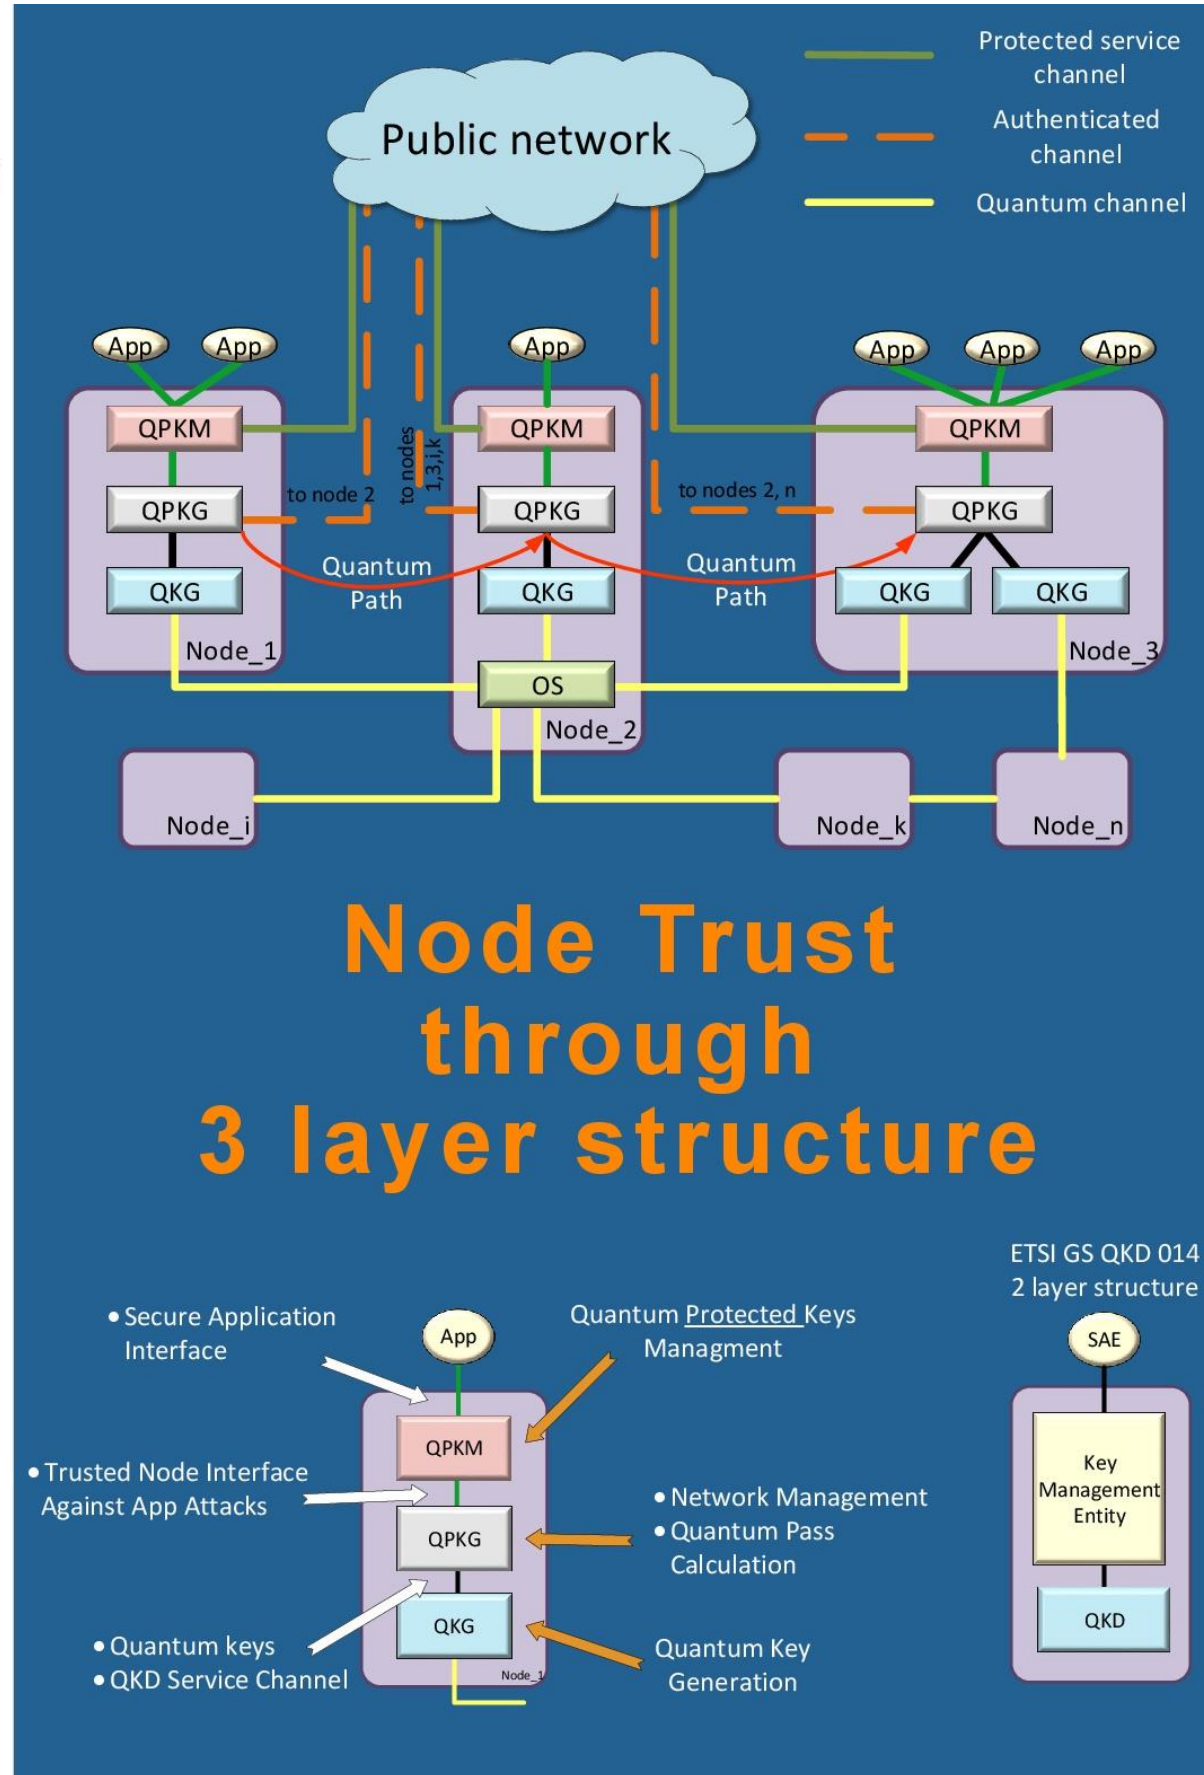 Protected service
channel
Authenticated
channel
Quantum channel
Public network
App
App
App
App
App
App
QPKM
QPKM
QPKM
to nodes
1,3,i,k
to node 2
to nodes 2, n
QPKG
QPKG
QPKG
Quantum
Path
Quantum
Path
QKG
QKG
QKG
QKG
Node_1
Node_3
OS
Node_2
Node_i
Node_k
Node_n
Node Trust
through
3 layer structure
ETSI GS QKD 014
2 layer structure
• Secure Application
Interface
App
Quantum Protected Keys
Managment
SAE
QPKM
• Trusted Node Interface
Against App Attacks
Key
Management
Entity
QPKG
• Network Management
• Quantum Pass
Calculation
QKG
QKD
• Quantum keys
• QKD Service Channel
Quantum Key
Generation
Node_1